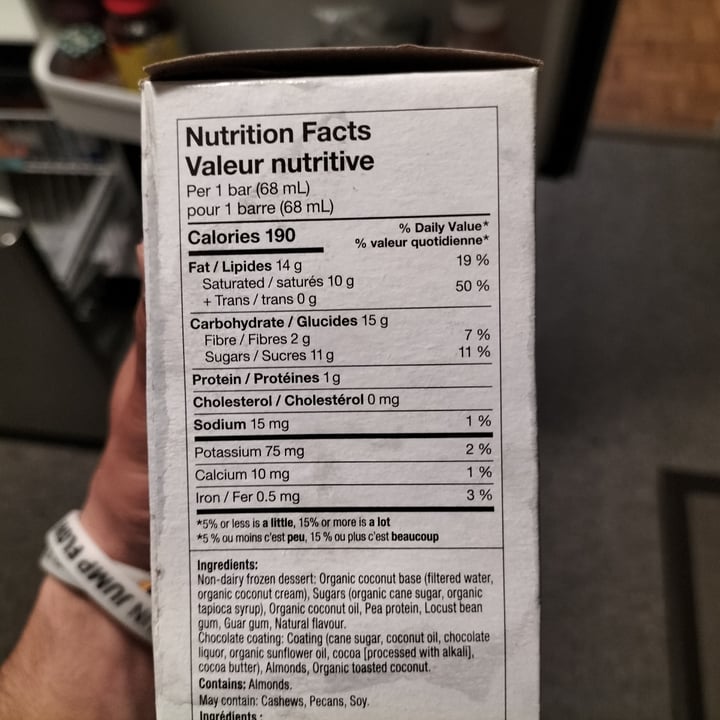 Nutrition Facts
Valeur nutritive
Per 1 bar (68 mL)
pour 1 barre (68 mL)
Calories 190
% Daily Value*
% valeur quotidienne*
Fat / Lipides 14 g 19 %
Saturated / saturés 10 g
+ Trans / trans 0 g 50 %
Carbohydrate / Glucides 15 g
Fibre / Fibres 2 g 7 %
Sugars / Sucres 11 g 11 %
Protein / Protéines 1 g
Cholesterol / Cholestérol 0 mg
Sodium 15 mg 1 %
Potassium 75 mg 2 %
Calcium 10 mg 1 %
Iron / Fer 0.5 mg 3 %
*5% or less is a little, 15% or more is a lot
*5 % ou moins c'est peu, 15 % ou plus c'est beaucoup
Ingredients:
Non-dairy frozen dessert: Organic coconut base (filtered water,
organic coconut cream), Sugars (organic cane sugar, organic
tapioca syrup), Organic coconut oil, Pea protein, Locust bean
gum, Guar gum, Natural flavour.
Chocolate coating: Coating (cane sugar, coconut oil, chocolate
liquor, organic sunflower oil, cocoa [processed with alkali],
cocoa butter), Almonds, Organic toasted coconut.
Contains: Almonds.
May contain: Cashews, Pecans, Soy.
Ingrédients :
JUMP